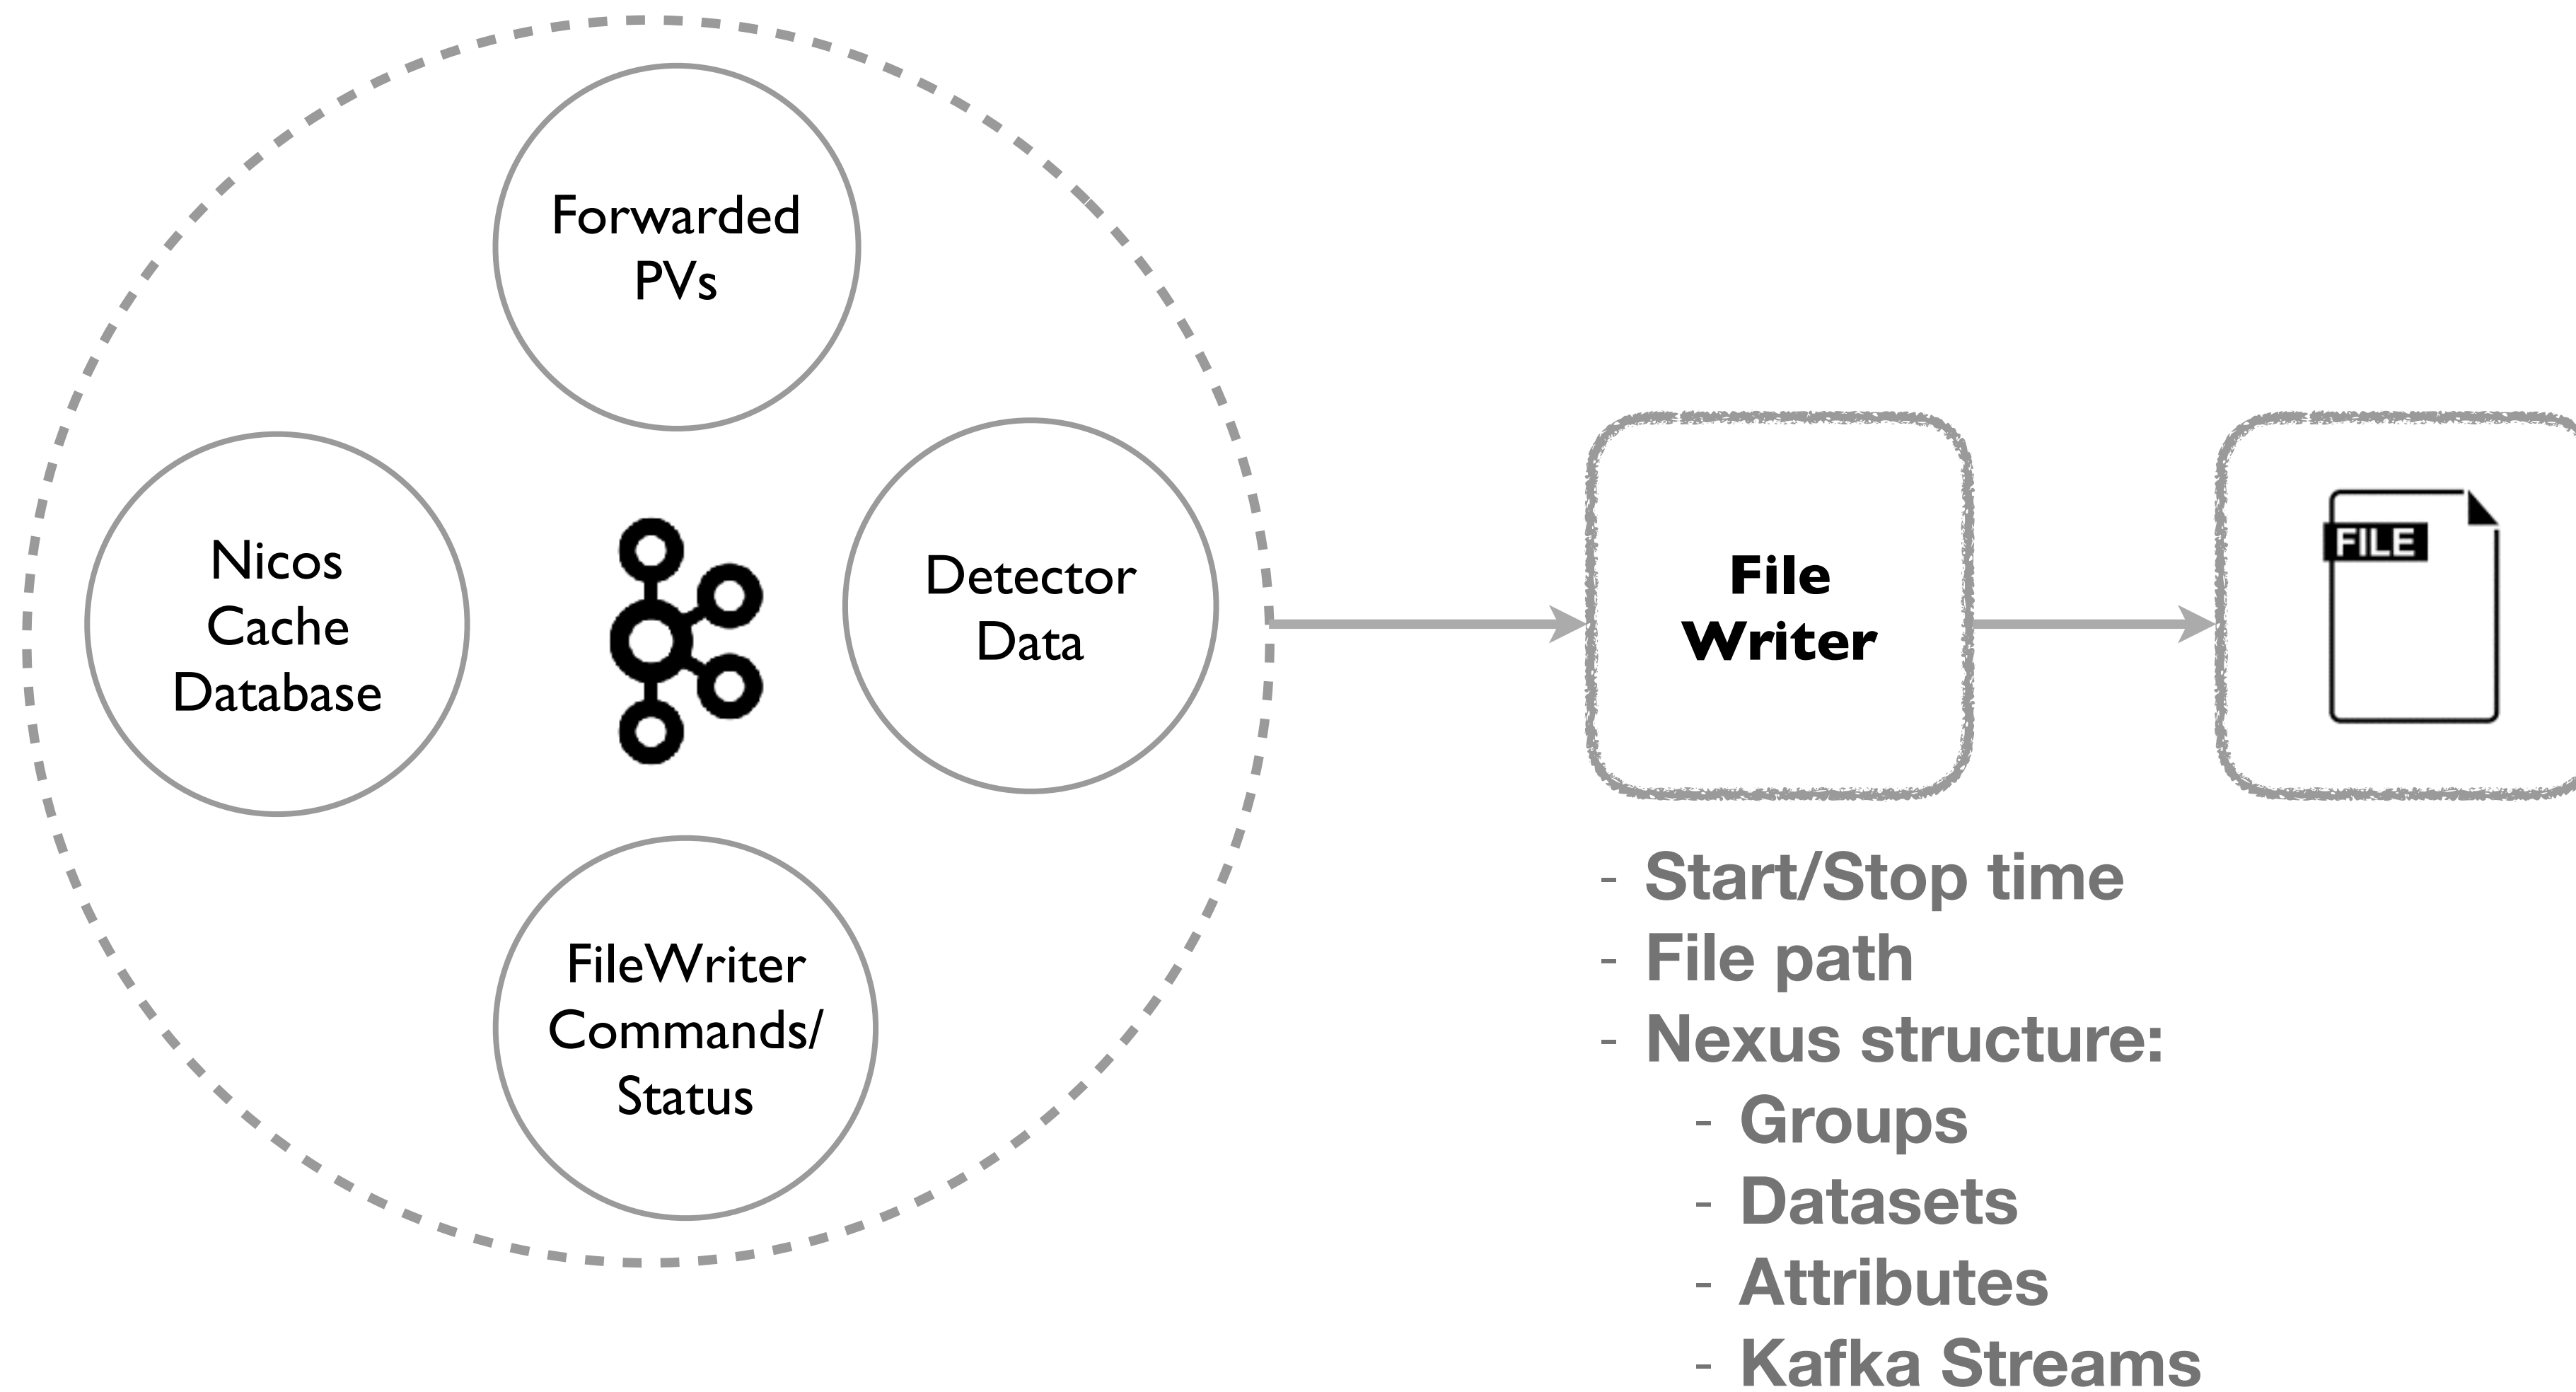 Forwarded
PVs
Nicos
Cache
Database
Detector
Data
FileWriter
Commands/
Status
File
Writer
FILE
- Start/Stop time
- File path
- Nexus structure:
- Groups
- Datasets
- Attributes
- Kafka Streams